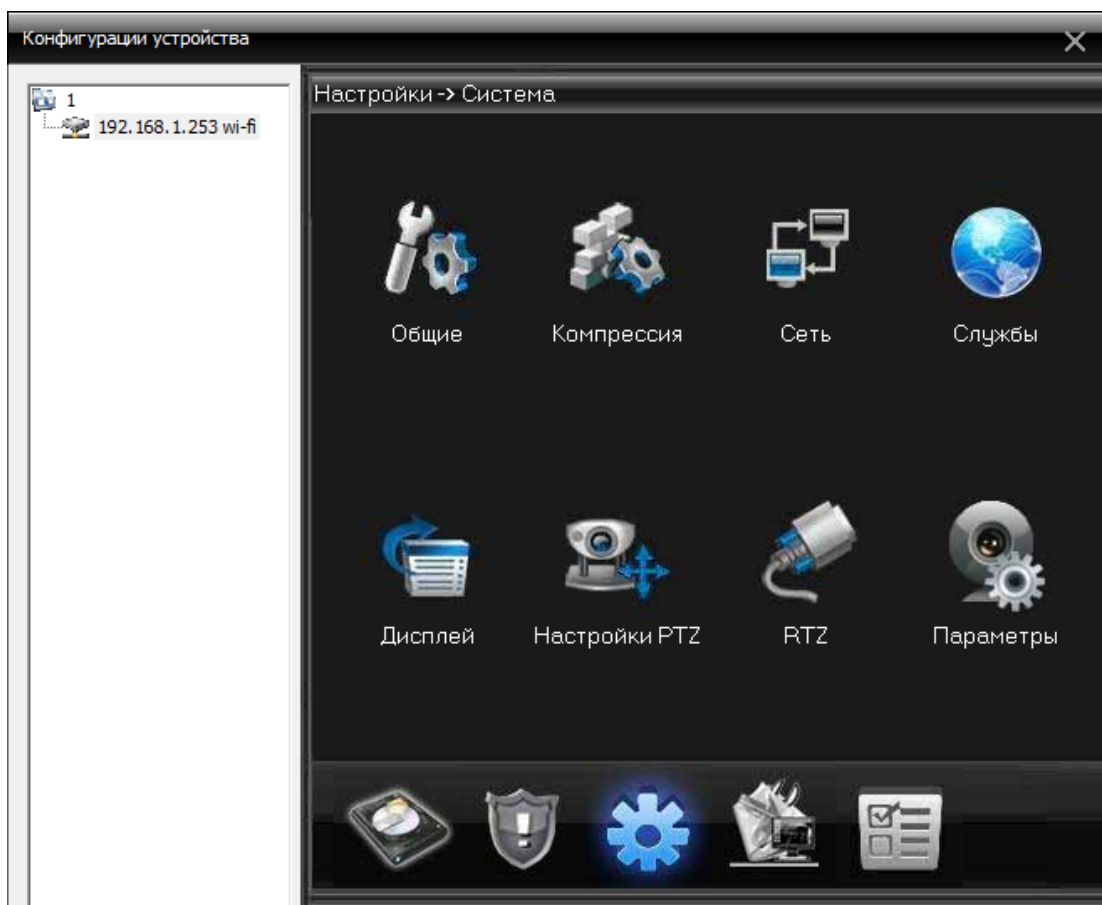 Конфигурации устройства
1
192.168.1.253 wi-fi
Настройки -> Система
Общие
Компрессия
Сеть
Службы
Дисплей
Настройки PTZ
RTZ
Параметры